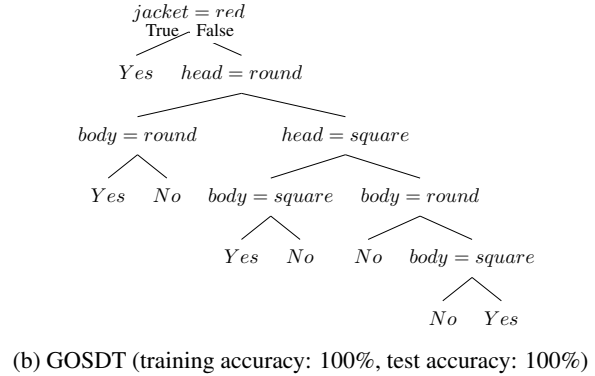 jacket = red
True False
Yes head = round
body = round head = square
Yes No body = square body = round
Yes No No body = square
No Yes
(b) GOSDT (training accuracy: 100%, test accuracy: 100%)